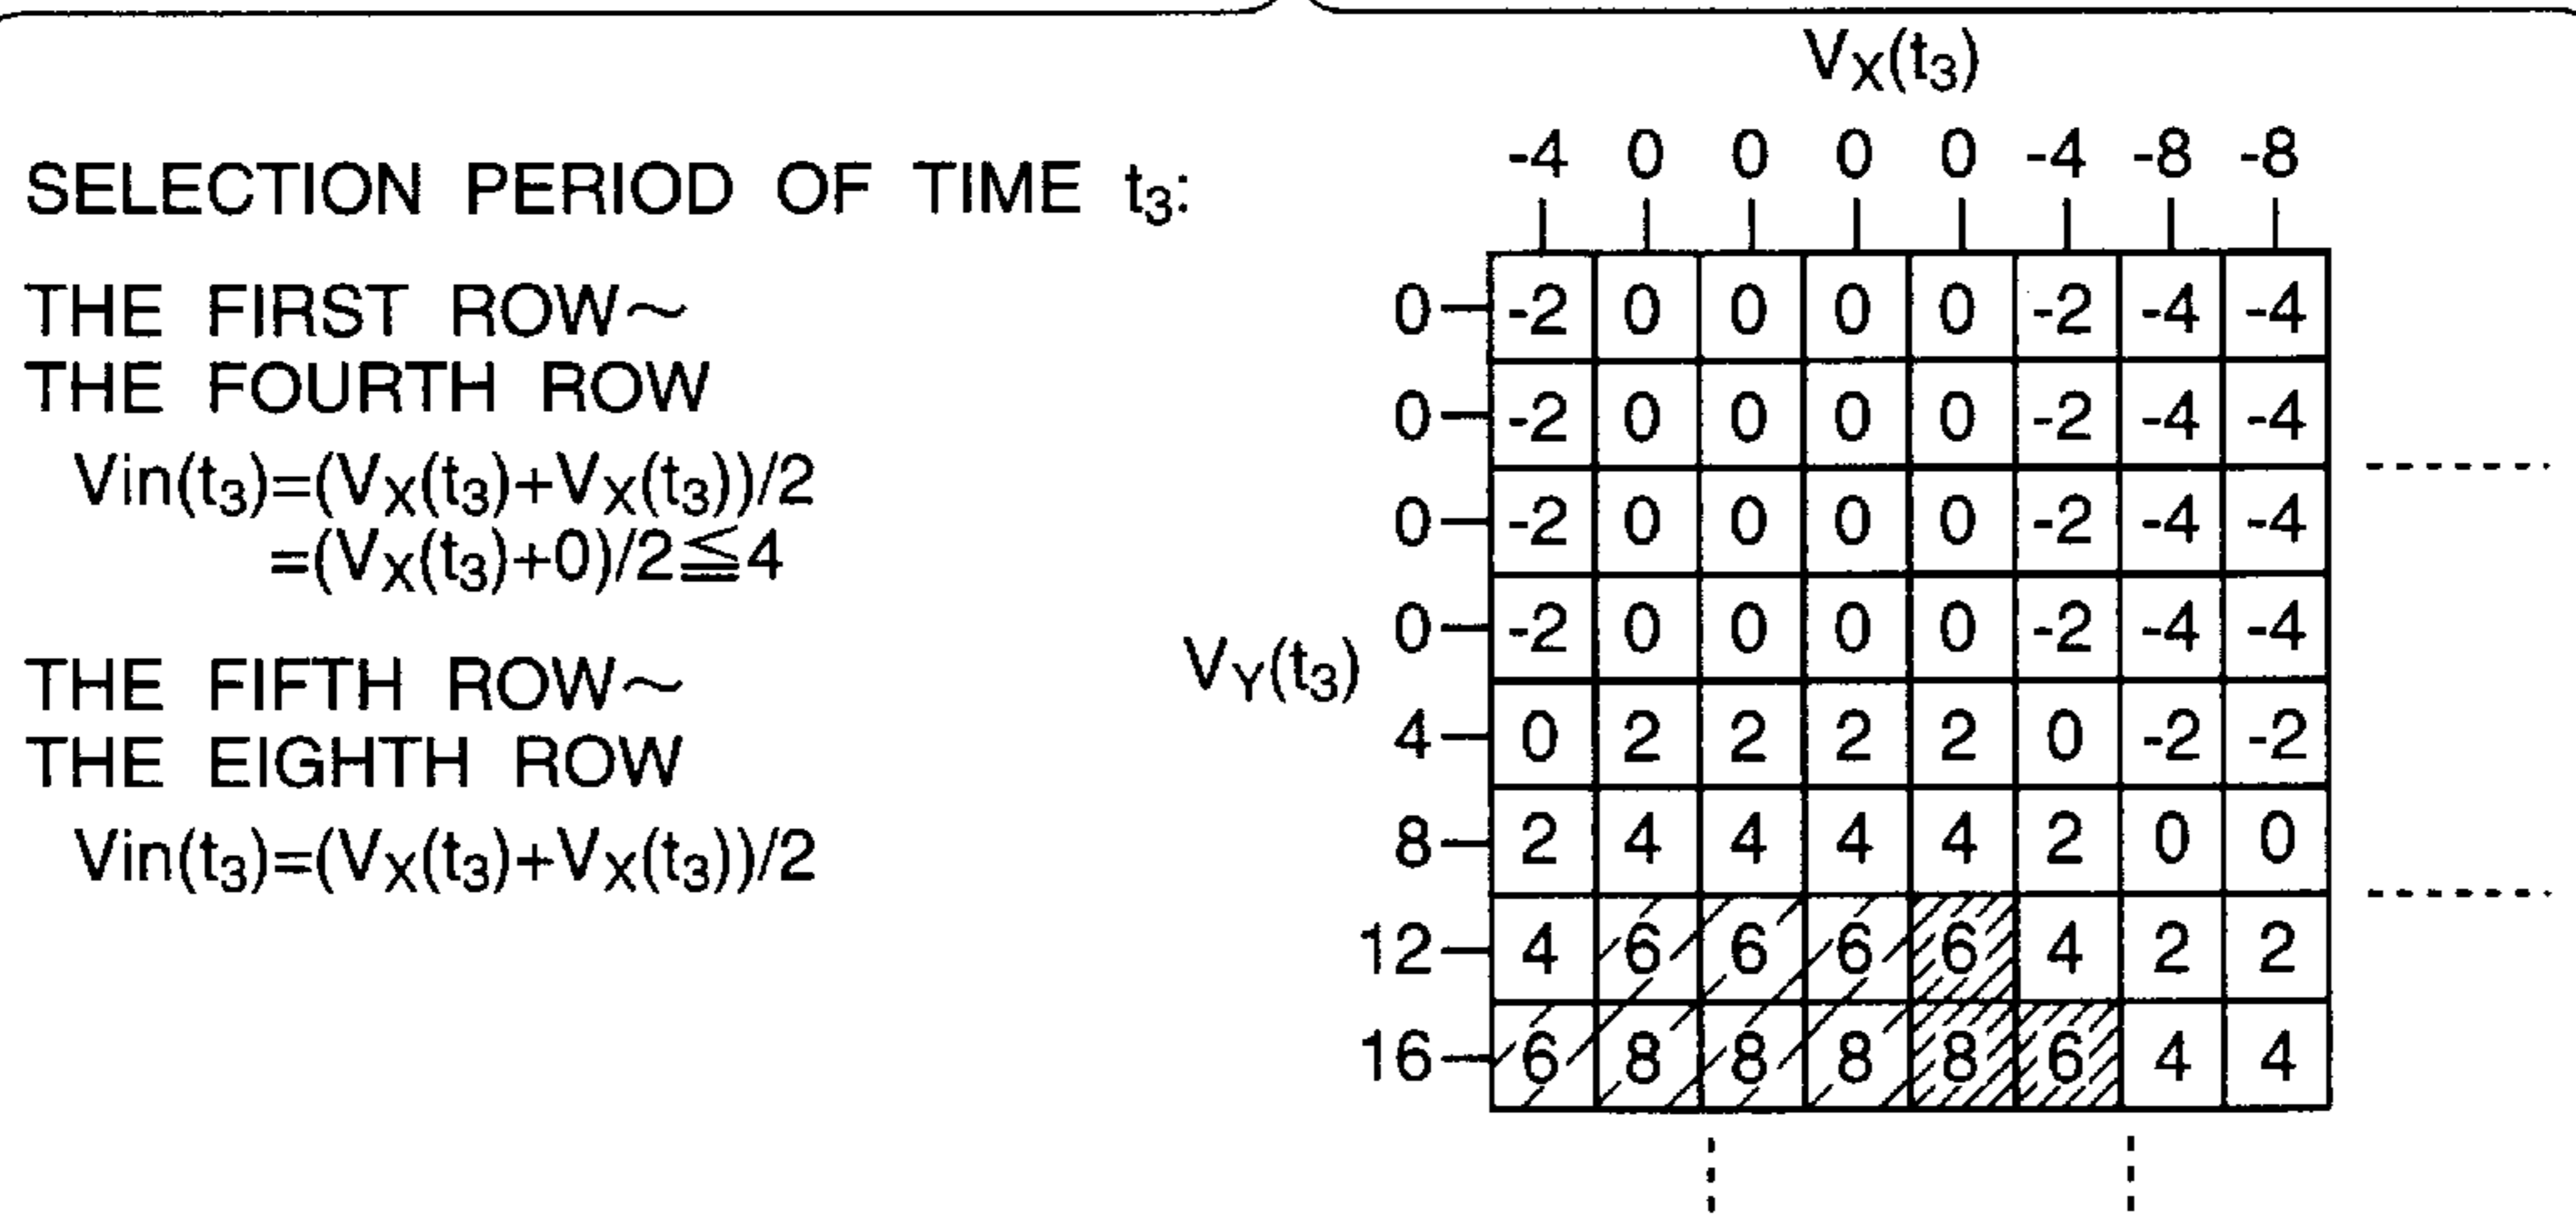 SELECTION PERIOD OF TIME t₃:
THE FIRST ROW~
THE FOURTH ROW
Vin(t₃)=(Vₓ(t₃)+Vₓ(t₃))/2
=(Vₓ(t₃)+0)/2≦4
THE FIFTH ROW~
THE EIGHTH ROW
Vin(t₃)=(Vₓ(t₃)+Vₓ(t₃))/2
Vₓ(t₃)
-4 0 0 0 0 -4 -8 -8
0 -2 0 0 0 0 -2 -4 -4
0 -2 0 0 0 0 -2 -4 -4
0 -2 0 0 0 0 -2 -4 -4
0 -2 0 0 0 0 -2 -4 -4
VY(t₃)
4 0 2 2 2 2 0 -2 -2
8 2 4 4 4 4 2 0 0
12 4 6 6 6 6 4 2 2
16 6 8 8 8 8 6 4 4